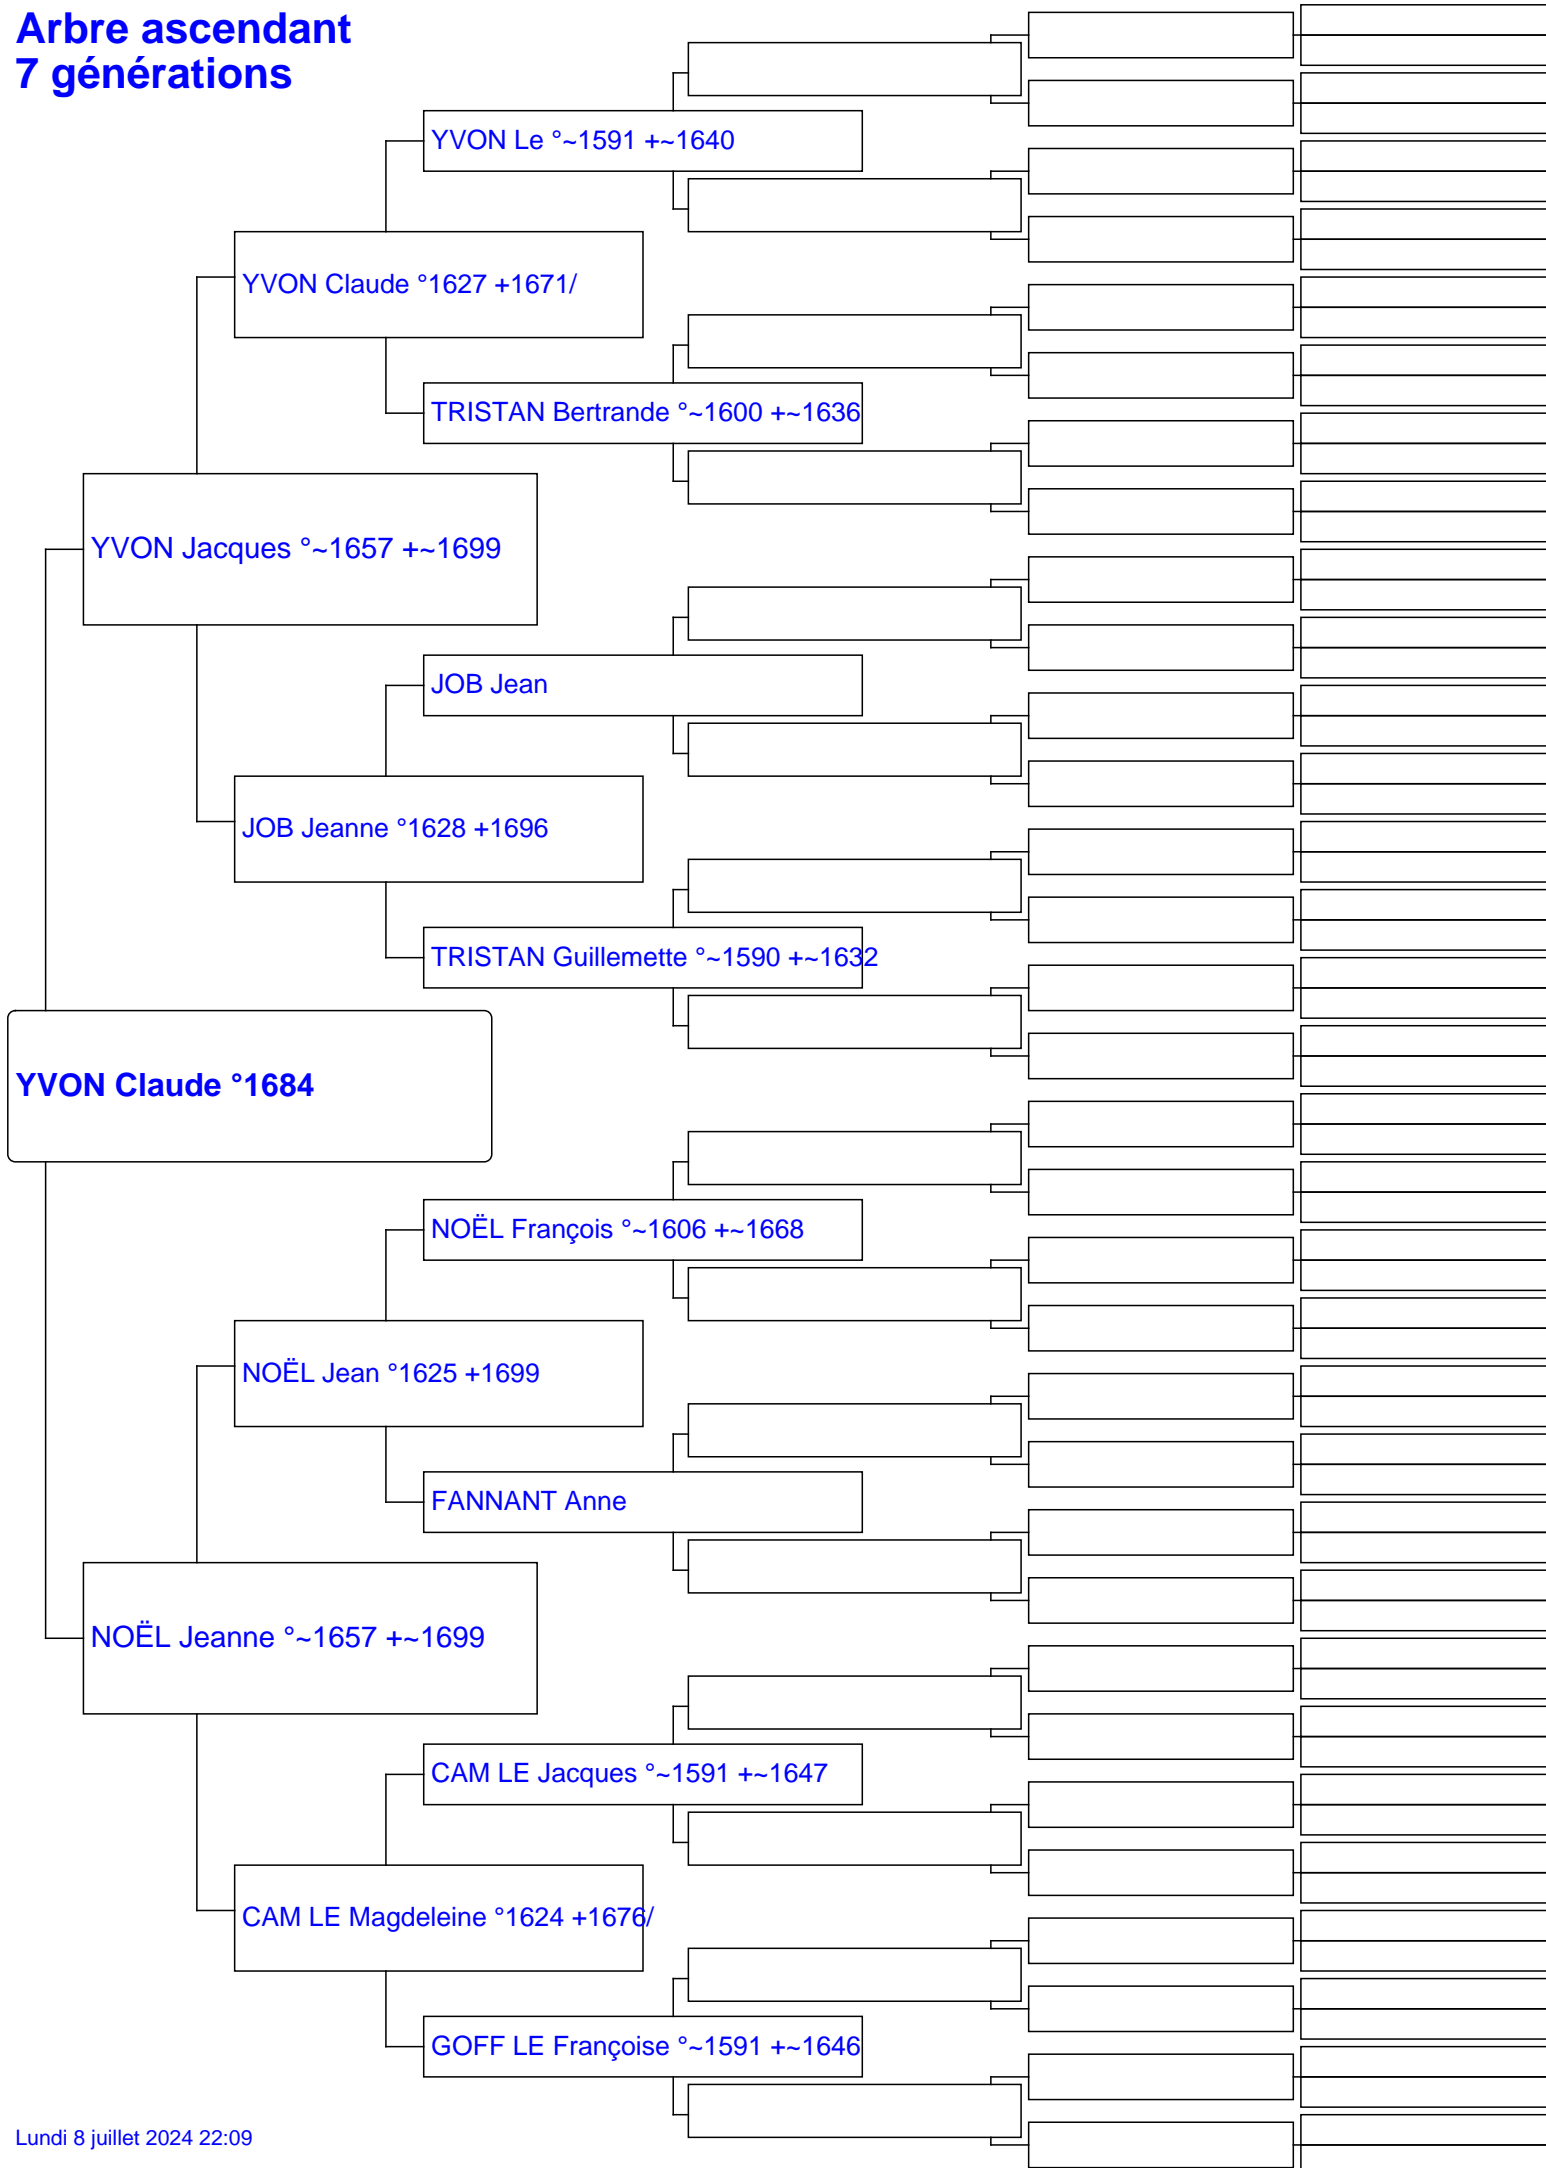 Arbre ascendant
7 générations
YVON Le °~1591 +~1640
YVON Claude °1627 +1671/
TRISTAN Bertrande °~1600 +~1636
YVON Jacques °~1657 +~1699
JOB Jean
JOB Jeanne °1628 +1696
TRISTAN Guillemette °~1590 +~1632
YVON Claude °1684
NOËL François °~1606 +~1668
NOËL Jean °1625 +1699
FANNANT Anne
NOËL Jeanne °~1657 +~1699
CAM LE Jacques °~1591 +~1647
CAM LE Magdeleine °1624 +1676/
GOFF LE Françoise °~1591 +~1646
Lundi 8 juillet 2024 22:09